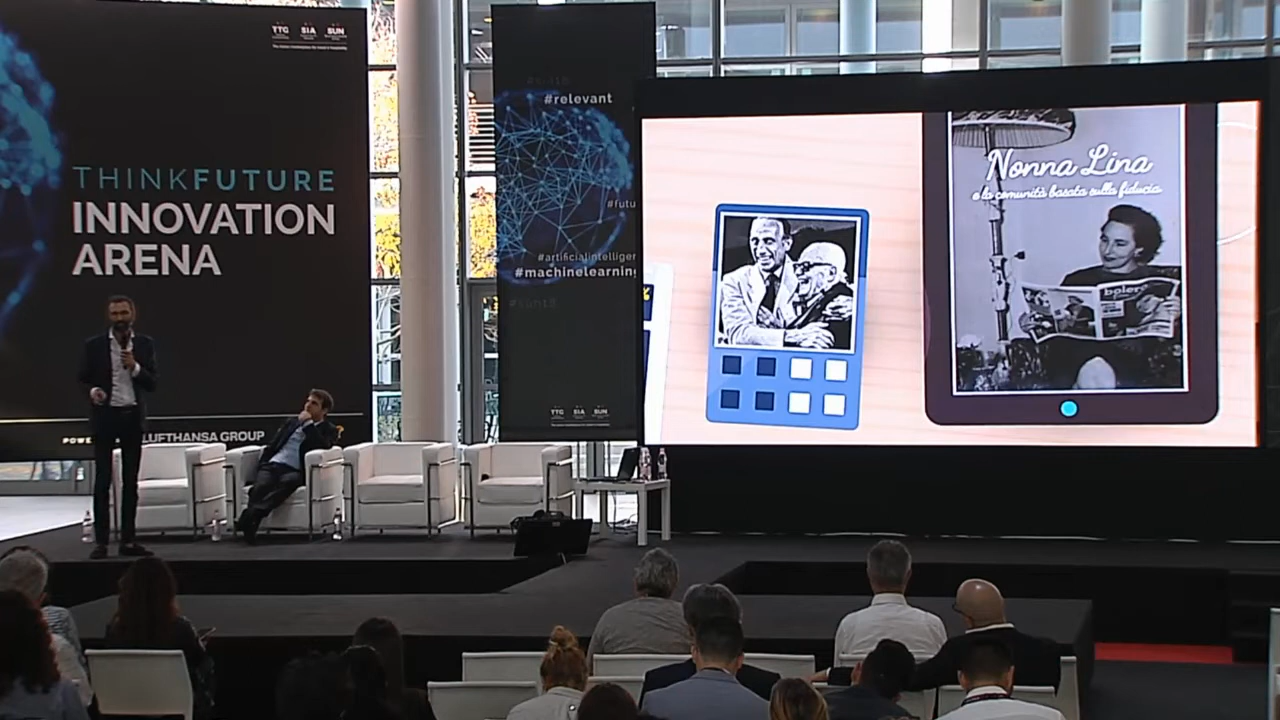 TTG SIA SUN
THINKFUTURE
INNOVATION
ARENA
LUFTHANSA GROUP
#relevant
#futu
#artificialintelligen
#machinelearning
TTG SIA SUN
Nonna Lina
e la comunità basata sulla fiducia
bolero